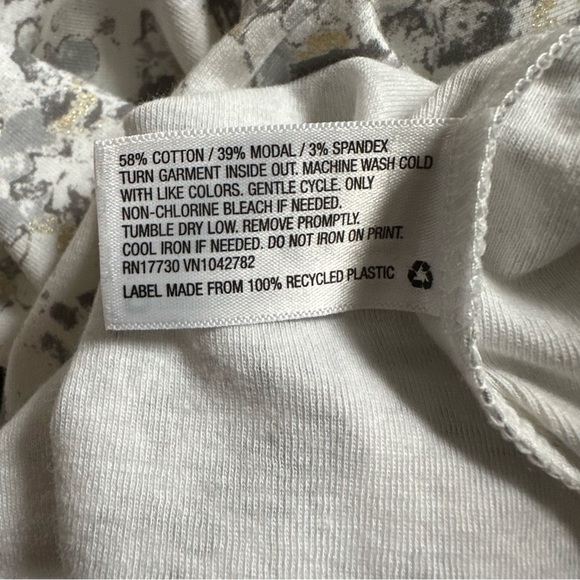 58% COTTON / 39% MODAL / 3% SPANDEX
TURN GARMENT INSIDE OUT. MACHINE WASH COLD
WITH LIKE COLORS. GENTLE CYCLE. ONLY
NON-CHLORINE BLEACH IF NEEDED.
TUMBLE DRY LOW. REMOVE PROMPTLY.
COOL IRON IF NEEDED. DO NOT IRON ON PRINT.
RN17730 VN1042782
LABEL MADE FROM 100% RECYCLED PLASTIC